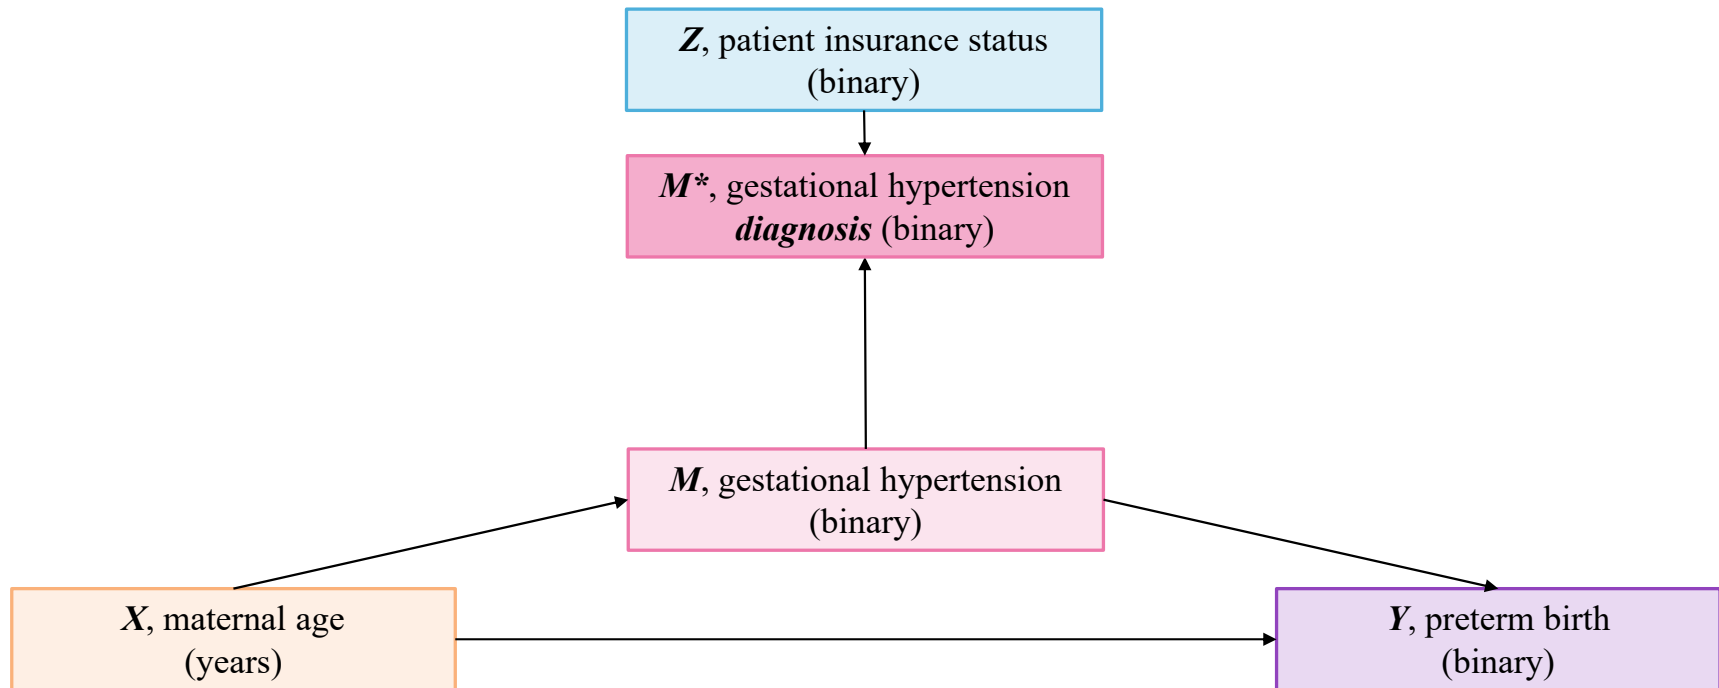 Z, patient insurance status
(binary)
M*, gestational hypertension
diagnosis (binary)
M, gestational hypertension
(binary)
X, maternal age
(years)
Y, preterm birth
(binary)